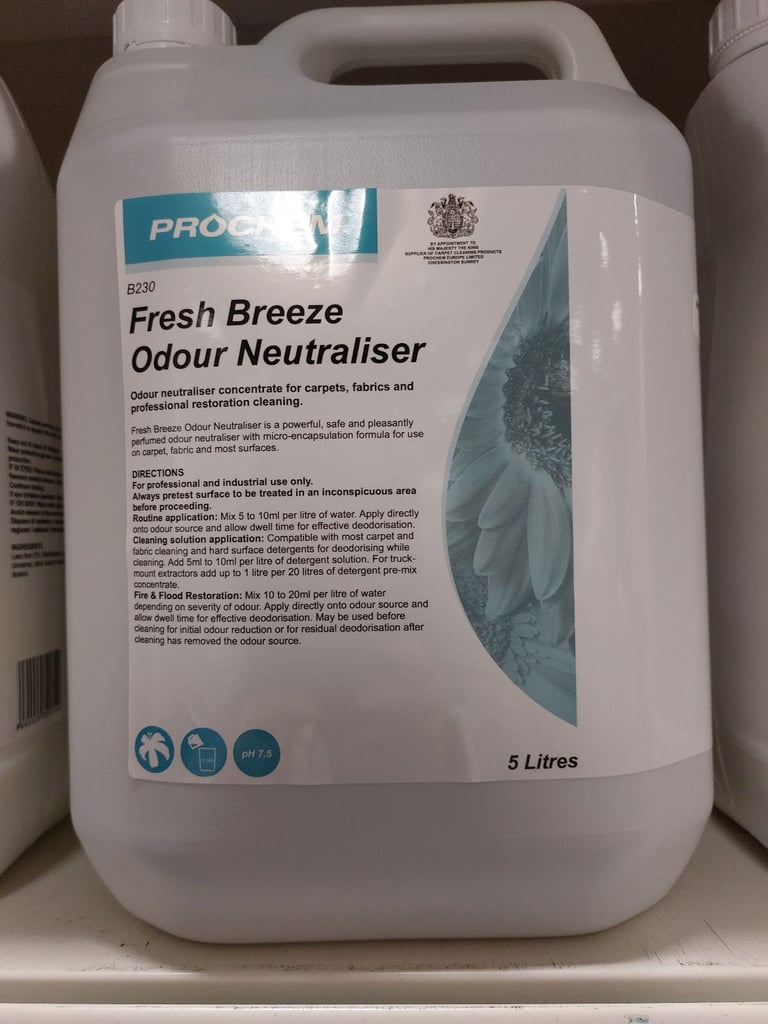 PROCHEM
BY APPOINTMENT TO
HIS MAJESTY THE KING
SUPPLIER OF CARPET CLEANING PRODUCTS
PROCHEM EUROPE LIMITED
CHESSINGTON SURREY
B230
Fresh Breeze
Odour Neutraliser
Odour neutraliser concentrate for carpets, fabrics and
professional restoration cleaning.
Fresh Breeze Odour Neutraliser is a powerful, safe and pleasantly
perfumed odour neutraliser with micro-encapsulation formula for use
on carpet, fabric and most surfaces.
DIRECTIONS
For professional and industrial use only.
Always pretest surface to be treated in an inconspicuous area
before proceeding.
Routine application: Mix 5 to 10ml per litre of water. Apply directly
onto odour source and allow dwell time for effective deodorisation.
Cleaning solution application: Compatible with most carpet and
fabric cleaning and hard surface detergents for deodorising while
cleaning. Add 5ml to 10ml per litre of detergent solution. For truck-
mount extractors add up to 1 litre per 20 litres of detergent pre-mix
concentrate.
Fire & Flood Restoration: Mix 10 to 20ml per litre of water
depending on severity of odour. Apply directly onto odour source and
allow dwell time for effective deodorisation. May be used before
cleaning for initial odour reduction or for residual deodorisation after
cleaning has removed the odour source.
pH 7.5
5 Litres